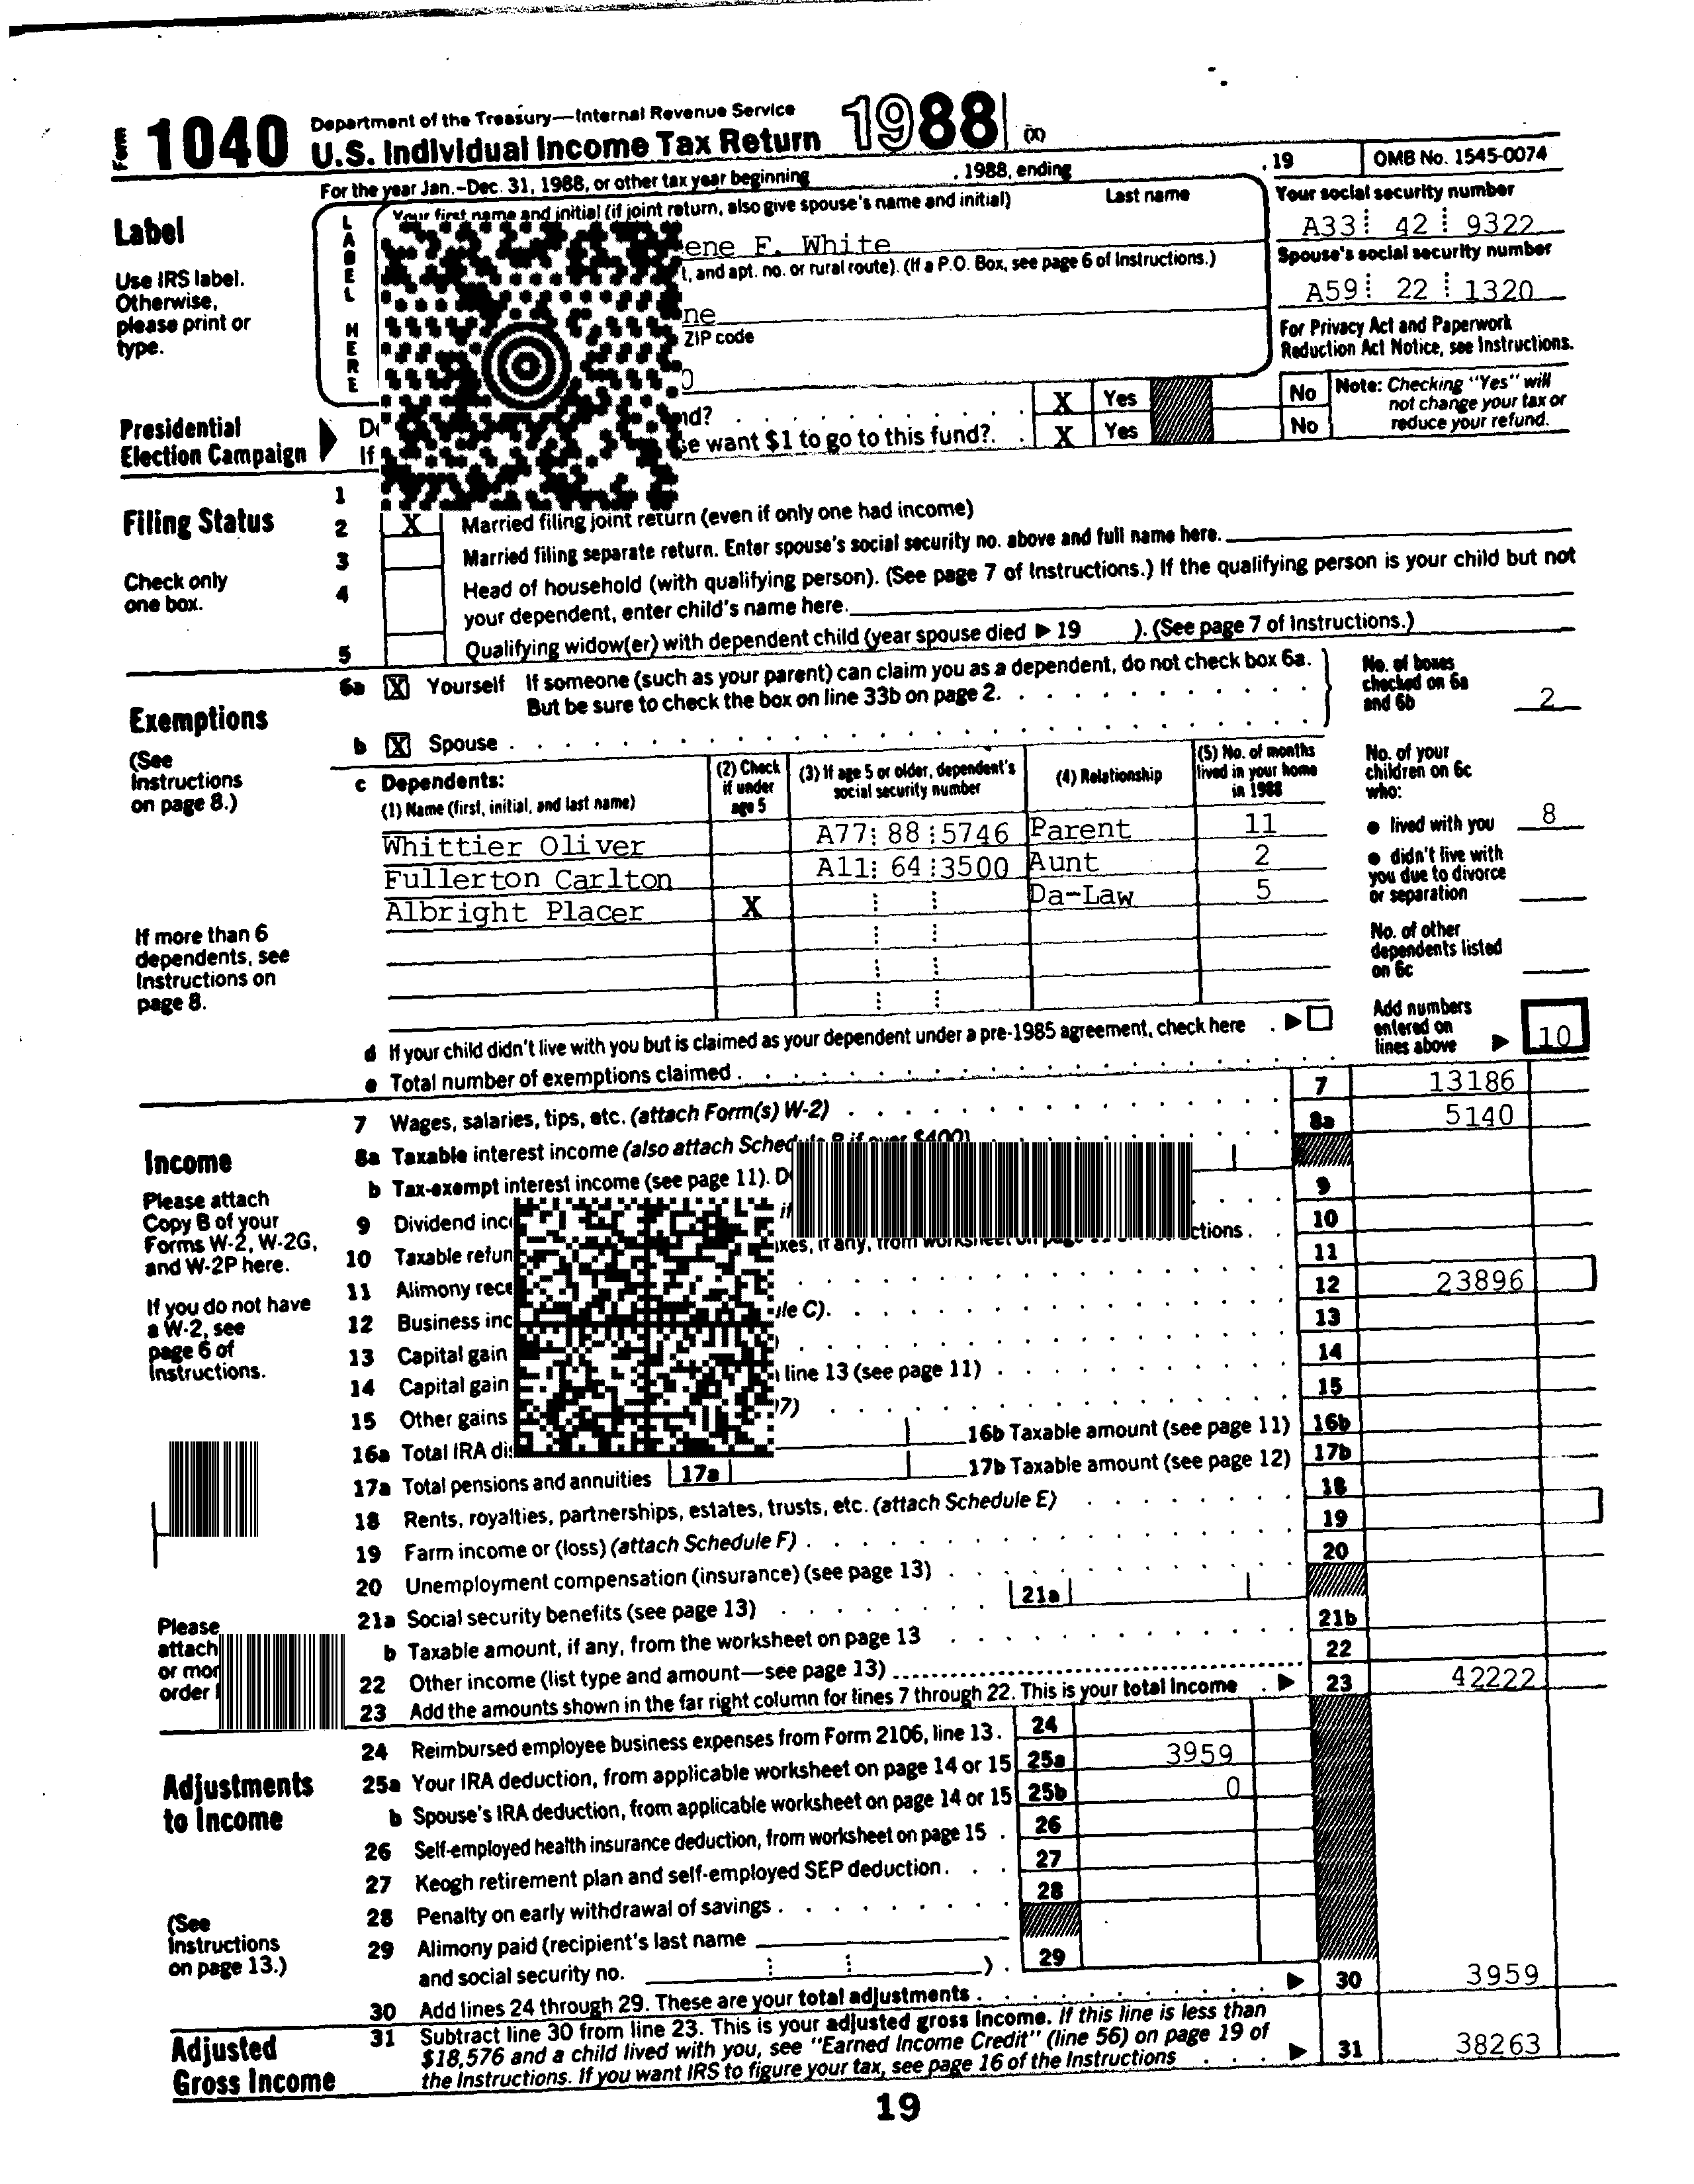 Form 1040 Department of the Treasury—Internal Revenue Service
U.S. Individual Income Tax Return 1988 (X)
For the year Jan.–Dec. 31, 1988, or other tax year beginning , 1988, ending , 19 OMB No. 1545-0074
Label
Use IRS label.
Otherwise,
please print or
type.
LABEL HERE
Your first name and initial (if joint return, also give spouse's name and initial) Last name
ene F. White
, and apt. no. or rural route). (If a P.O. Box, see page 6 of Instructions.)
ne
ZIP code
Your social security number
A33 42 9322
Spouse's social security number
A59 22 1320
For Privacy Act and Paperwork
Reduction Act Notice, see Instructions.
Presidential
Election Campaign
X Yes No
If want $1 to go to this fund? X Yes No
Note: Checking "Yes" will
not change your tax or
reduce your refund.
Filing Status
Check only
one box.
1
2 X Married filing joint return (even if only one had income)
3 Married filing separate return. Enter spouse's social security no. above and full name here.
4 Head of household (with qualifying person). (See page 7 of Instructions.) If the qualifying person is your child but not
your dependent, enter child's name here.
5 Qualifying widow(er) with dependent child (year spouse died ▶ 19 ). (See page 7 of Instructions.)
Exemptions
(See
Instructions
on page 8.)
If more than 6
dependents, see
Instructions on
page 8.
6a X Yourself If someone (such as your parent) can claim you as a dependent, do not check box 6a.
But be sure to check the box on line 33b on page 2.
b X Spouse
No. of boxes
checked on 6a
and 6b 2
c Dependents:
(1) Name (first, initial, and last name)
(2) Check
if under
age 5
(3) If age 5 or older, dependent's
social security number
(4) Relationship
(5) No. of months
lived in your home
in 1988
Whittier Oliver A77 88 5746 Parent 11
Fullerton Carlton A11 64 3500 Aunt 2
Albright Placer X Da-Law 5
No. of your
children on 6c
who:
● lived with you 8
● didn't live with
you due to divorce
or separation
No. of other
dependents listed
on 6c
Add numbers
entered on
lines above ▶ 10
d If your child didn't live with you but is claimed as your dependent under a pre-1985 agreement, check here ▶
e Total number of exemptions claimed
Income
Please attach
Copy B of your
Forms W-2, W-2G,
and W-2P here.
If you do not have
a W-2, see
page 6 of
Instructions.
Please
attach
or
order
7 Wages, salaries, tips, etc. (attach Form(s) W-2) 7 13186
8a Taxable interest income (also attach Schedule B if over $400) 8a 5140
b Tax-exempt interest income (see page 11).
9 Dividend 9
10 Taxable if any, from worksheet on 10
11 Alimony 11
12 Business C). 12 23896
13 Capital gain 13
14 Capital gain line 13 (see page 11) 14
15 Other gains 15
16a Total IRA 16b Taxable amount (see page 11) 16b
17a Total pensions and annuities 17a 17b Taxable amount (see page 12) 17b
18 Rents, royalties, partnerships, estates, trusts, etc. (attach Schedule E) 18
19 Farm income or (loss) (attach Schedule F) 19
20 Unemployment compensation (insurance) (see page 13) 20
21a Social security benefits (see page 13) 21a
b Taxable amount, if any, from the worksheet on page 13 21b
22 Other income (list type and amount—see page 13) 22
23 Add the amounts shown in the far right column for lines 7 through 22. This is your total income ▶ 23 42222
Adjustments
to Income
(See
Instructions
on page 13.)
24 Reimbursed employee business expenses from Form 2106, line 13. 24
25a Your IRA deduction, from applicable worksheet on page 14 or 15 25a 3959
b Spouse's IRA deduction, from applicable worksheet on page 14 or 15 25b 0
26 Self-employed health insurance deduction, from worksheet on page 15 26
27 Keogh retirement plan and self-employed SEP deduction 27
28 Penalty on early withdrawal of savings 28
29 Alimony paid (recipient's last name
and social security no. ) 29
30 Add lines 24 through 29. These are your total adjustments ▶ 30 3959
Adjusted
Gross Income
31 Subtract line 30 from line 23. This is your adjusted gross income. If this line is less than
$18,576 and a child lived with you, see "Earned Income Credit" (line 56) on page 19 of
the Instructions. If you want IRS to figure your tax, see page 16 of the Instructions ▶ 31 38263
19